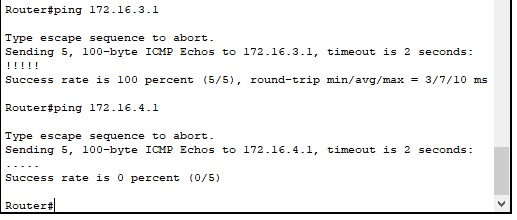 Router#ping 172.16.3.1
Type escape sequence to abort.
Sending 5, 100-byte ICMP Echos to 172.16.3.1, timeout is 2 seconds:
!!!!!
Success rate is 100 percent (5/5), round-trip min/avg/max = 3/7/10 ms
Router#ping 172.16.4.1
Type escape sequence to abort.
Sending 5, 100-byte ICMP Echos to 172.16.4.1, timeout is 2 seconds:
.....
Success rate is 0 percent (0/5)
Router#